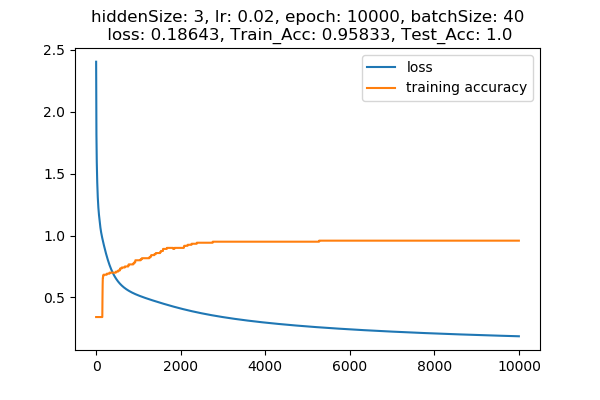 hiddenSize: 3, lr: 0.02, epoch: 10000, batchSize: 40
loss: 0.18643, Train_Acc: 0.95833, Test_Acc: 1.0
2.5
2.0
1.5
1.0
0.5
loss
training accuracy
0 2000 4000 6000 8000 10000